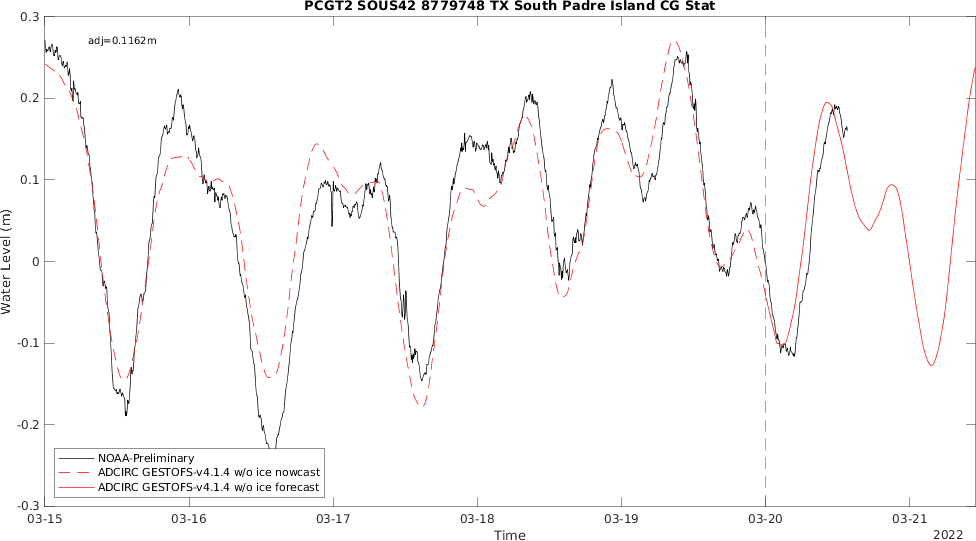 PCGT2 SOUS42 8779748 TX South Padre Island CG Stat
adj=0.1162m
0.3
0.2
0.1
0
-0.1
-0.2
-0.3
Water Level (m)
NOAA-Preliminary
ADCIRC GESTOFS-v4.1.4 w/o ice nowcast
ADCIRC GESTOFS-v4.1.4 w/o ice forecast
03-15 03-16 03-17 03-18 03-19 03-20 03-21
Time
2022